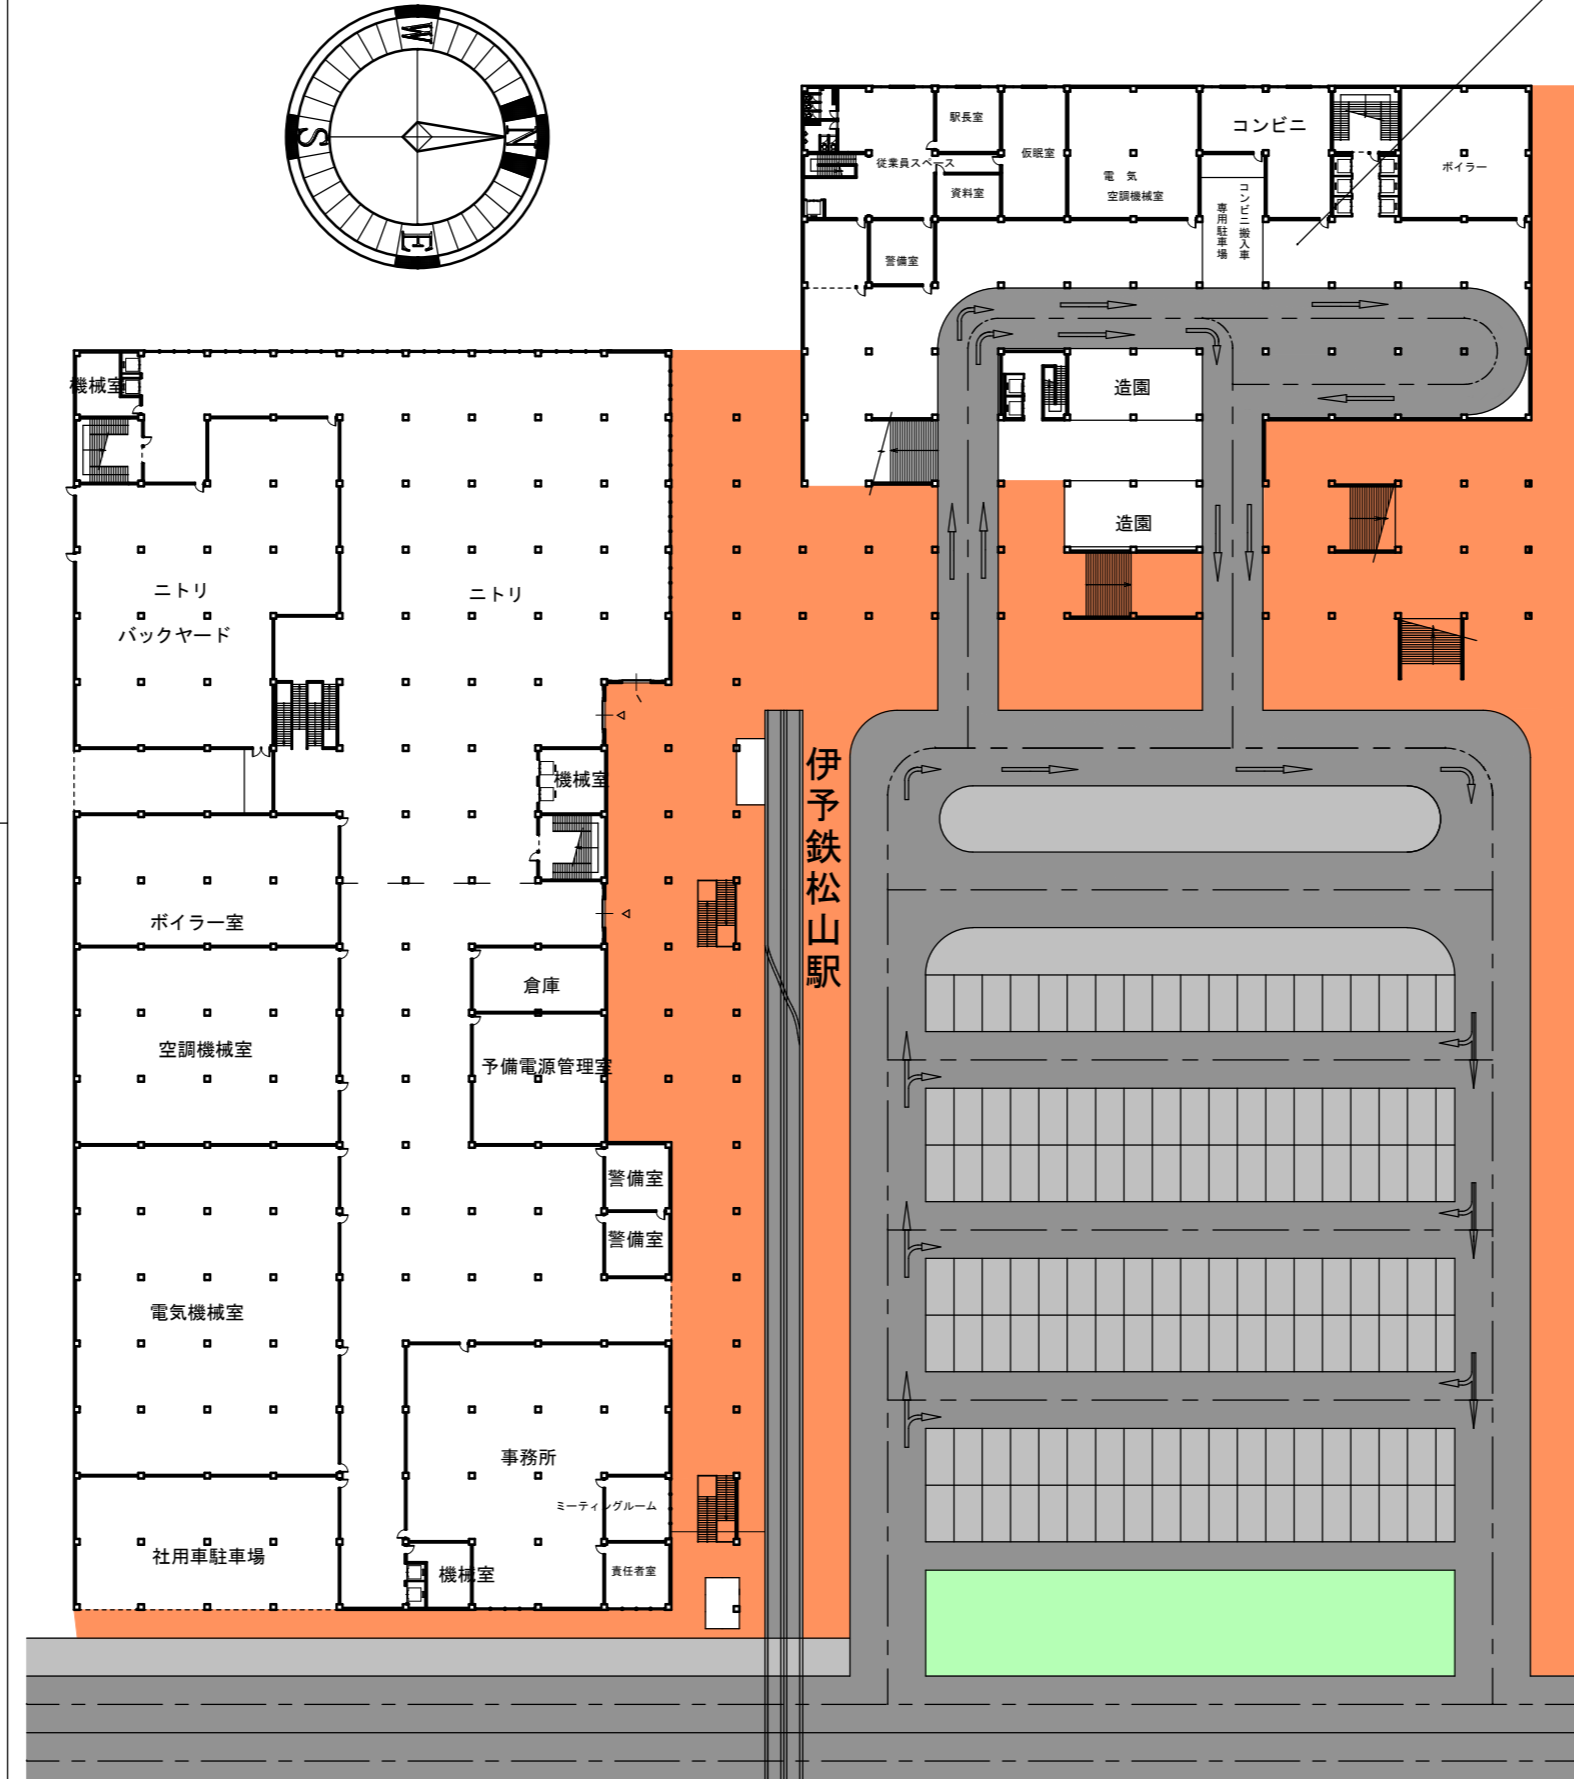 W
S
N
E
駅長室
コンビニ
従業員スペース
仮眠室
ボイラー
電 気
空調機械室
資料室
コンビニ搬入車
専用駐車場
警備室
機械室
造園
造園
ニトリ
バックヤード
ニトリ
機械室
伊予鉄松山駅
ボイラー室
倉庫
空調機械室
予備電源管理室
警備室
警備室
電気機械室
事務所
ミーティングルーム
社用車駐車場
機械室
責任者室